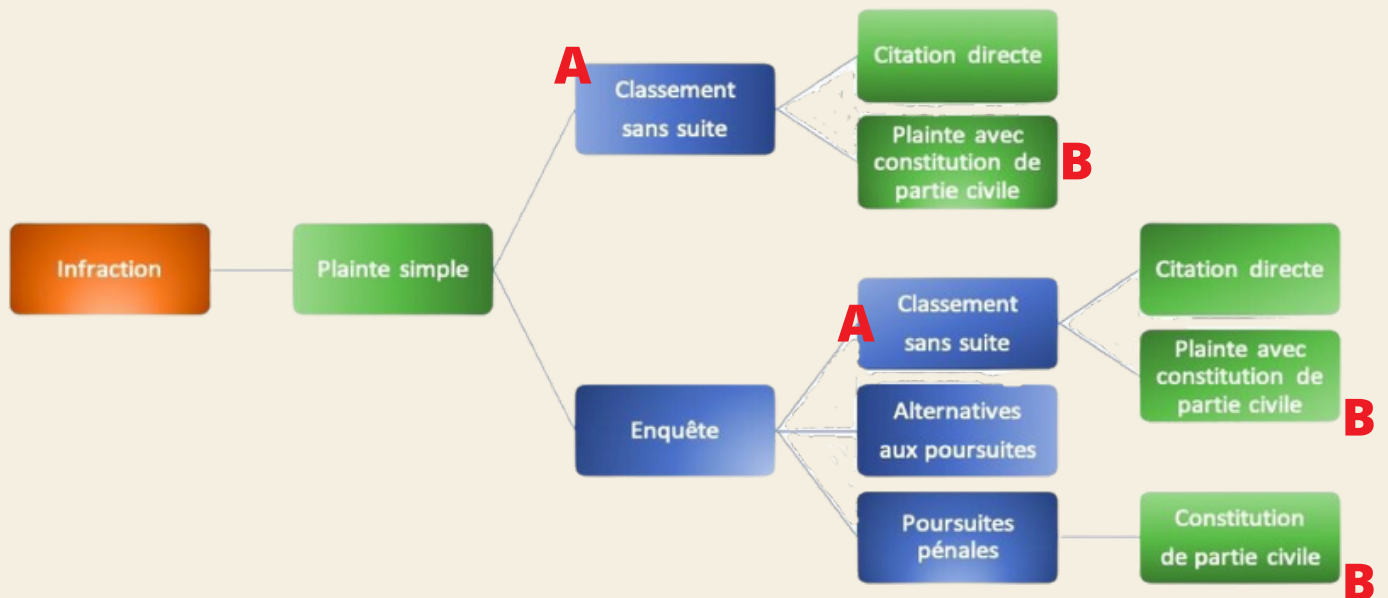 Infraction
Plainte simple
A
Classement
sans suite
Citation directe
Plainte avec
constitution de
partie civile
B
Enquête
A
Classement
sans suite
Citation directe
Plainte avec
constitution de
partie civile
B
Alternatives
aux poursuites
Poursuites
pénales
Constitution
de partie civile
B